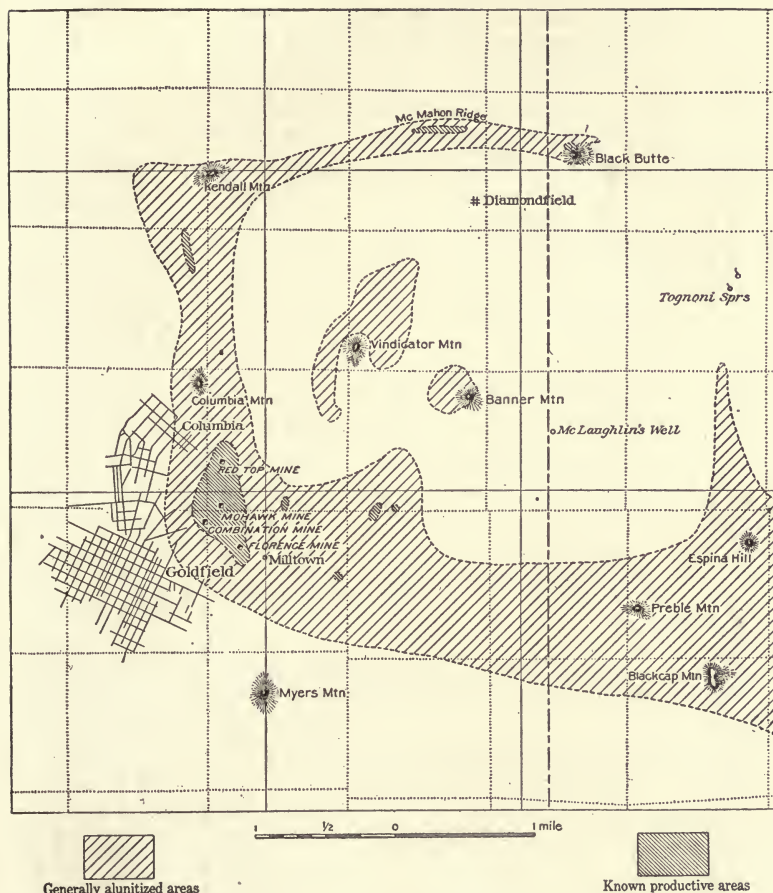 Mc Mahon Ridge
Black Butte
Kendall Mtn
Diamondfield
Tognoni Sprs
Vindicator Mtn
Columbia Mtn
Banner Mtn
Columbia
McLaughlin's Well
RED TOP MINE
MOHAWK MINE
COMBINATION MINE
FLORENCE MINE
Espina Hill
Milltown
Goldfield
Preble Mtn
Blackcap Mtn
Myers Mtn
1 ½ 0 1 mile
Generally alunitized areas
Known productive areas